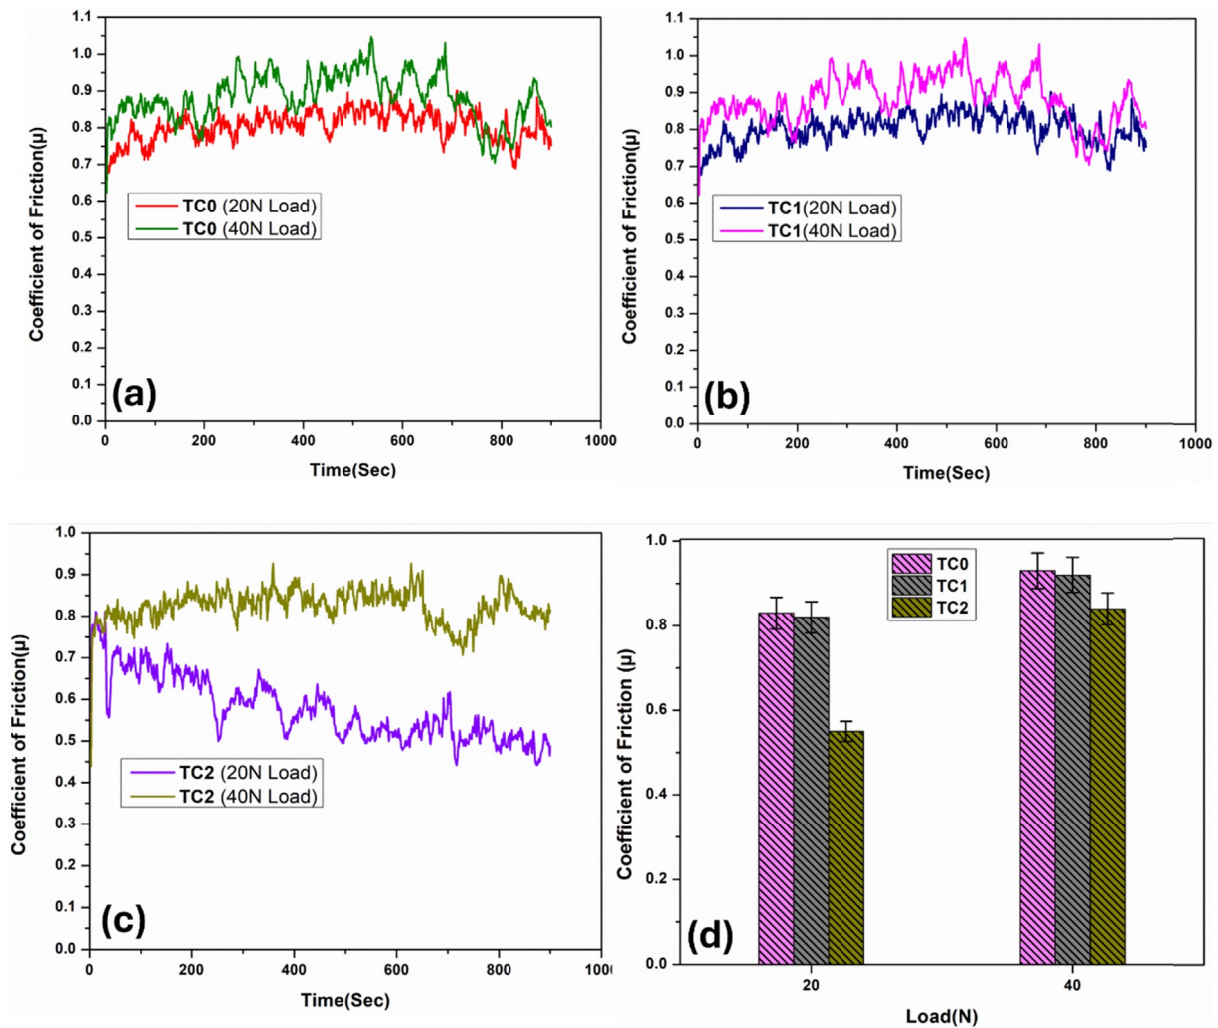 1.1
1.0
0.9
0.8
0.7
0.6
0.5
0.4
0.3
0.2
0.1
0.0
Coefficient of Friction(μ)
TC0 (20N Load)
TC0 (40N Load)
(a)
0 200 400 600 800 1000
Time(Sec)
1.1
1.0
0.9
0.8
0.7
0.6
0.5
0.4
0.3
0.2
0.1
0.0
Coefficient of Friction(μ)
TC1(20N Load)
TC1(40N Load)
(b)
0 200 400 600 800 1000
Time(Sec)
1.0
0.9
0.8
0.7
0.6
0.5
0.4
0.3
0.2
0.1
0.0
Coefficient of Friction(μ)
TC2 (20N Load)
TC2 (40N Load)
(c)
0 200 400 600 800 1000
Time(Sec)
1.0
0.8
0.6
0.4
0.2
0.0
Coefficient of Friction (μ)
TC0
TC1
TC2
(d)
20 40
Load(N)